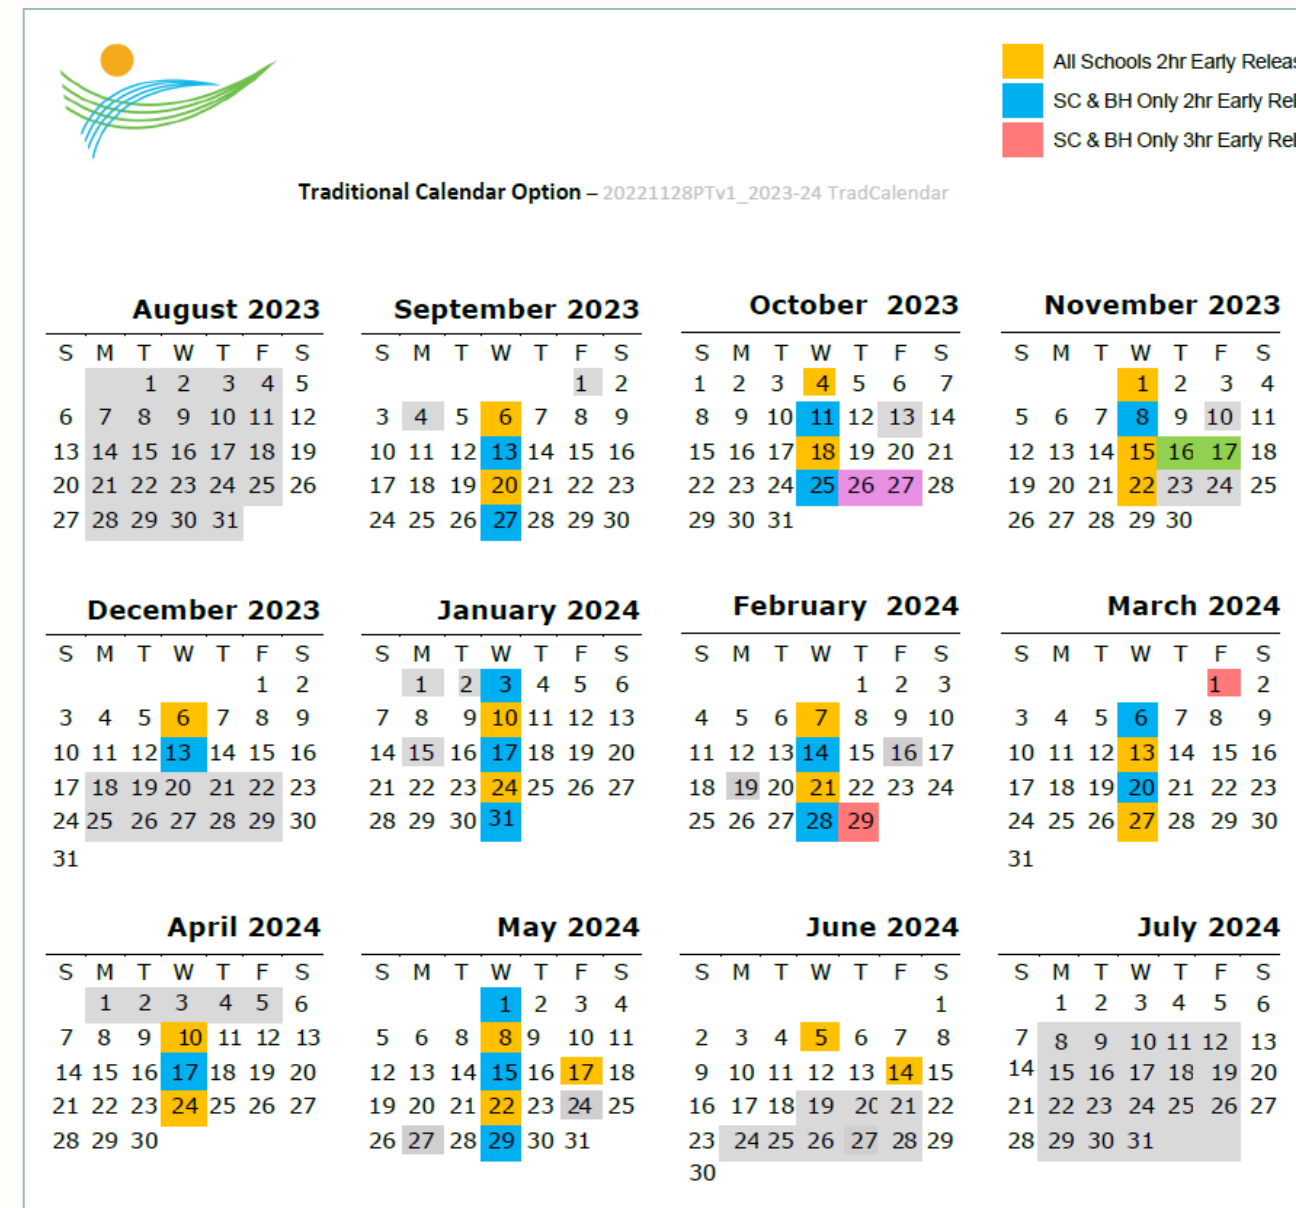 All Schools 2hr Early Releas
SC & BH Only 2hr Early Rel
SC & BH Only 3hr Early Rel
Traditional Calendar Option – 20221128PTv1_2023-24 TradCalendar
August 2023 September 2023 October 2023 November 2023
S M T W T F S S M T W T F S S M T W T F S S M T W T F S
1 2 3 4 5 1 2 1 2 3 4 5 6 7 1 2 3 4
6 7 8 9 10 11 12 3 4 5 6 7 8 9 8 9 10 11 12 13 14 5 6 7 8 9 10 11
13 14 15 16 17 18 19 10 11 12 13 14 15 16 15 16 17 18 19 20 21 12 13 14 15 16 17 18
20 21 22 23 24 25 26 17 18 19 20 21 22 23 22 23 24 25 26 27 28 19 20 21 22 23 24 25
27 28 29 30 31 24 25 26 27 28 29 30 29 30 31 26 27 28 29 30
December 2023 January 2024 February 2024 March 2024
S M T W T F S S M T W T F S S M T W T F S S M T W T F S
1 2 1 2 3 4 5 6 1 2 3 1 2
3 4 5 6 7 8 9 7 8 9 10 11 12 13 4 5 6 7 8 9 10 3 4 5 6 7 8 9
10 11 12 13 14 15 16 14 15 16 17 18 19 20 11 12 13 14 15 16 17 10 11 12 13 14 15 16
17 18 19 20 21 22 23 21 22 23 24 25 26 27 18 19 20 21 22 23 24 17 18 19 20 21 22 23
24 25 26 27 28 29 30 28 29 30 31 25 26 27 28 29 24 25 26 27 28 29 30
31 31
April 2024 May 2024 June 2024 July 2024
S M T W T F S S M T W T F S S M T W T F S S M T W T F S
1 2 3 4 5 6 1 2 3 4 1 1 2 3 4 5 6
7 8 9 10 11 12 13 5 6 7 8 9 10 11 2 3 4 5 6 7 8 7 8 9 10 11 12 13
14 15 16 17 18 19 20 12 13 14 15 16 17 18 9 10 11 12 13 14 15 14 15 16 17 18 19 20
21 22 23 24 25 26 27 19 20 21 22 23 24 25 16 17 18 19 20 21 22 21 22 23 24 25 26 27
28 29 30 26 27 28 29 30 31 23 24 25 26 27 28 29 28 29 30 31
30